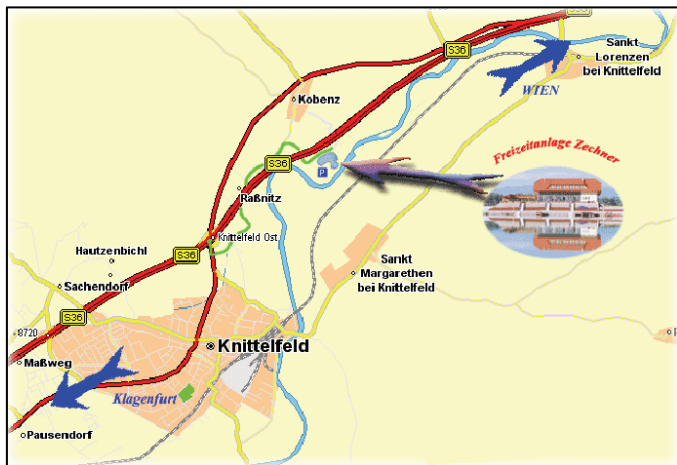 S36
Sankt
Lorenzen
bei Knittelfeld
WIEN
S36
Kobenz
Freizeitanlage Zechner
S36
P
Raßnitz
Knittelfeld Ost
Hautzenbichl
S36
Sankt
Margarethen
bei Knittelfeld
Sachendorf
S36
8720
Knittelfeld
Maßweg
Klagenfurt
Pausendorf